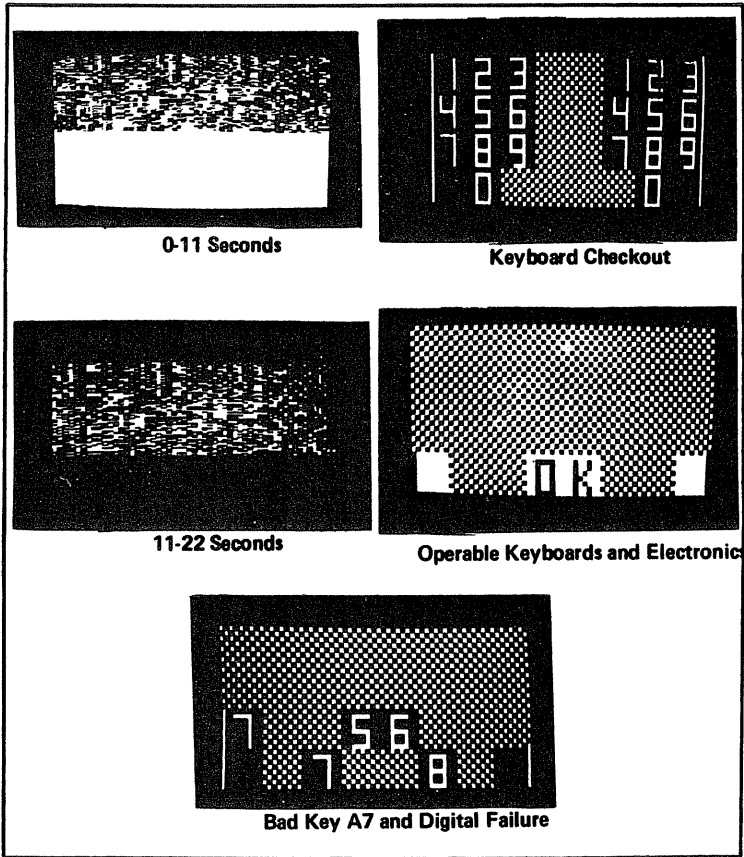 0-11 Seconds
1 2 3 1 2 3
4 5 6 4 5 6
7 8 9 7 8 9
0 0
Keyboard Checkout
11-22 Seconds
OK
Operable Keyboards and Electronics
7 5 6
7 8
Bad Key A7 and Digital Failure